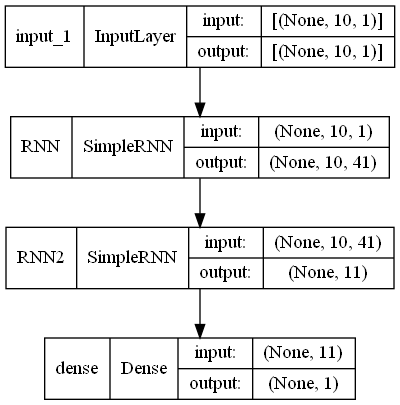 input_1 InputLayer input: [(None, 10, 1)]
output: [(None, 10, 1)]
RNN SimpleRNN input: (None, 10, 1)
output: (None, 10, 41)
RNN2 SimpleRNN input: (None, 10, 41)
output: (None, 11)
dense Dense input: (None, 11)
output: (None, 1)